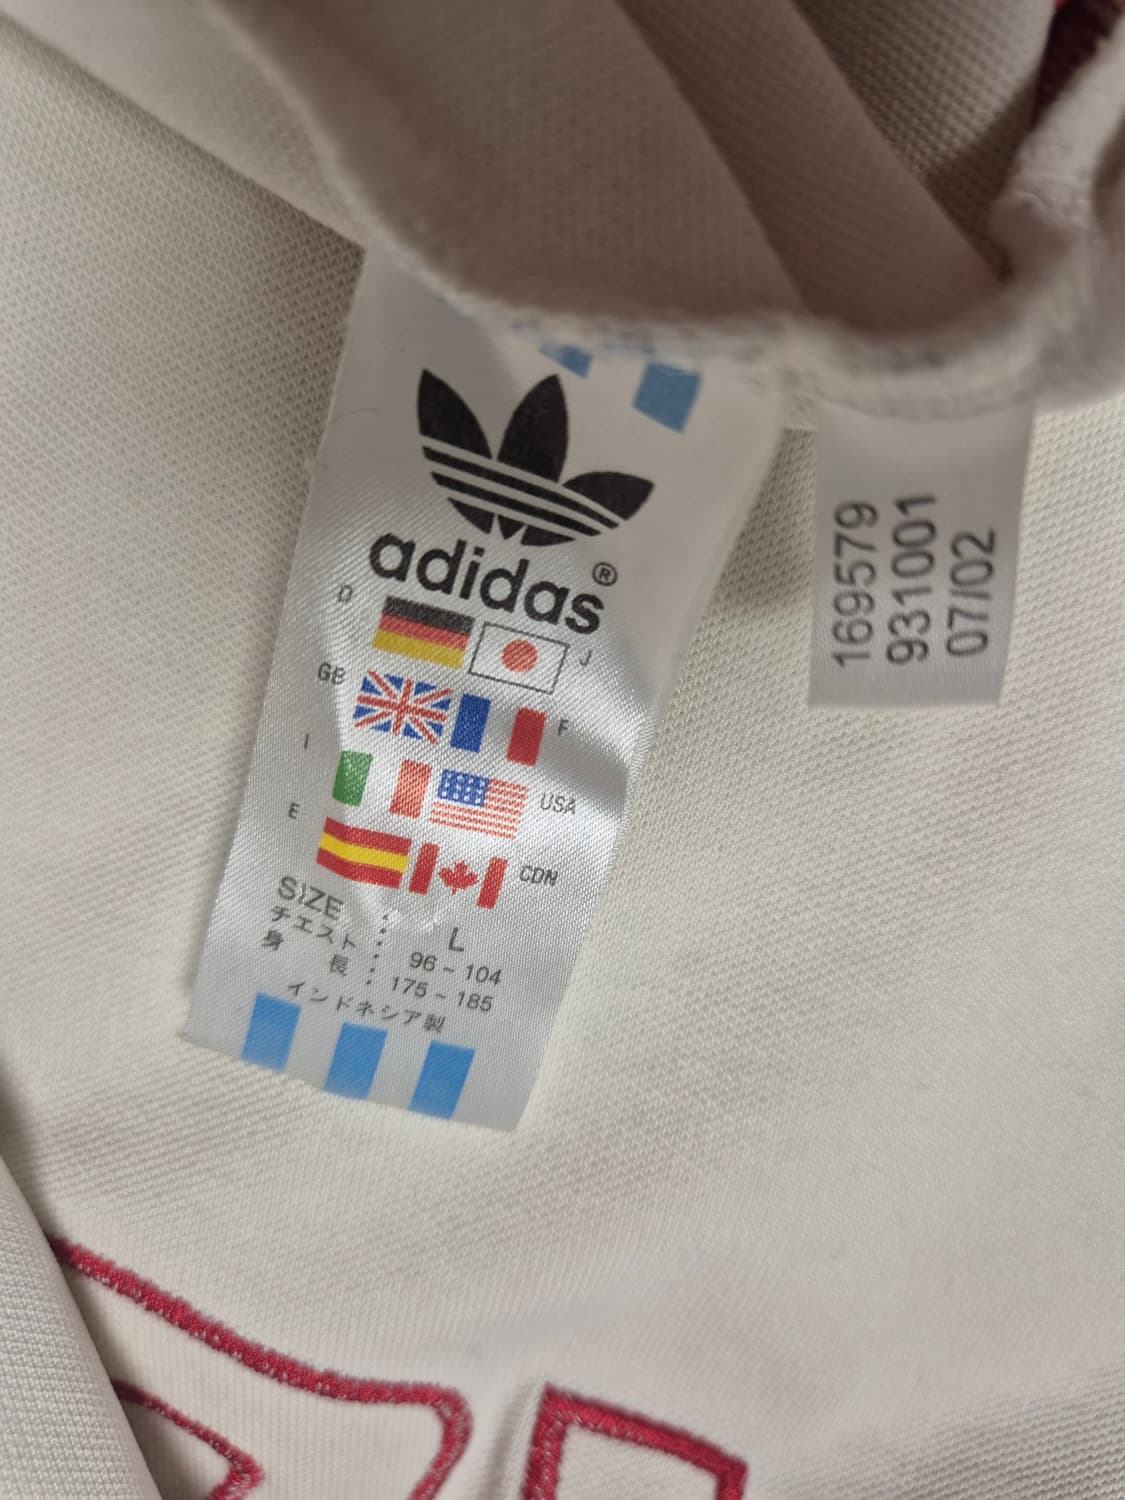 adidas®
D
J
GB
F
I
USA
E
CDN
SIZE : L
チェスト : 96 ~ 104
身長 : 175 ~ 185
インドネシア製
169579
931001
07/02